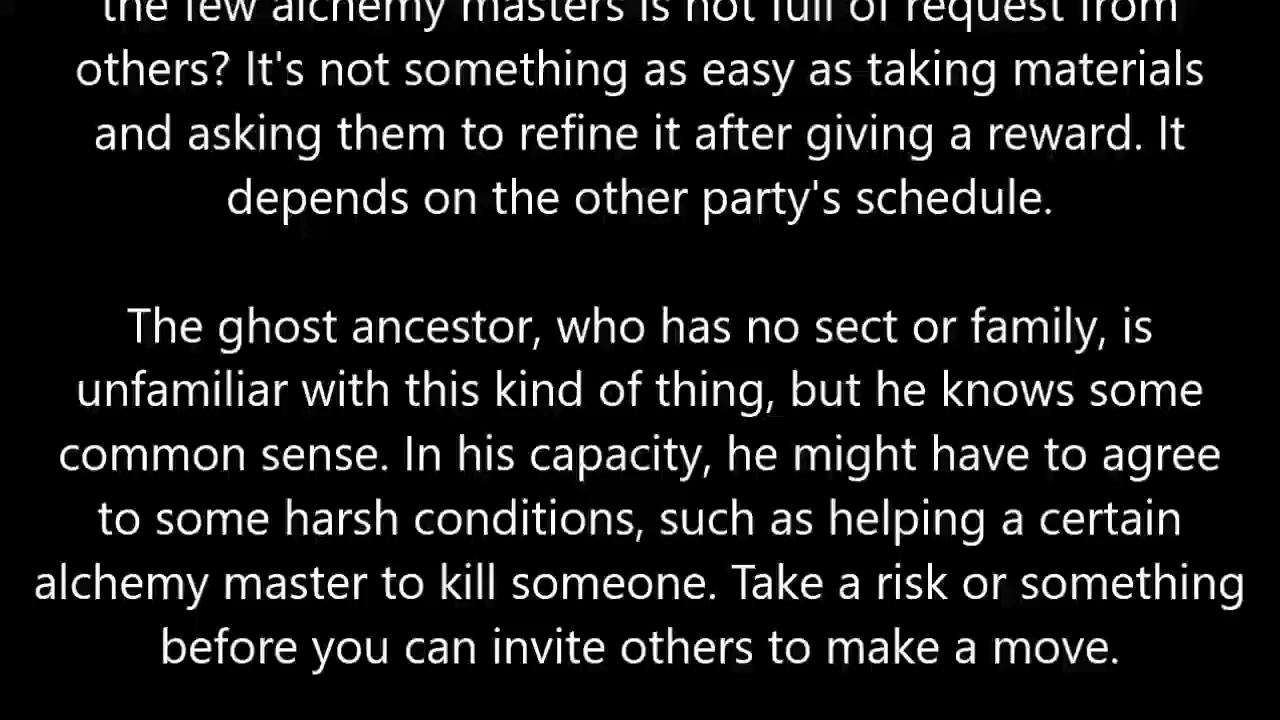 the few alchemy masters is not full of request from
others? It's not something as easy as taking materials
and asking them to refine it after giving a reward. It
depends on the other party's schedule.
The ghost ancestor, who has no sect or family, is
unfamiliar with this kind of thing, but he knows some
common sense. In his capacity, he might have to agree
to some harsh conditions, such as helping a certain
alchemy master to kill someone. Take a risk or something
before you can invite others to make a move.